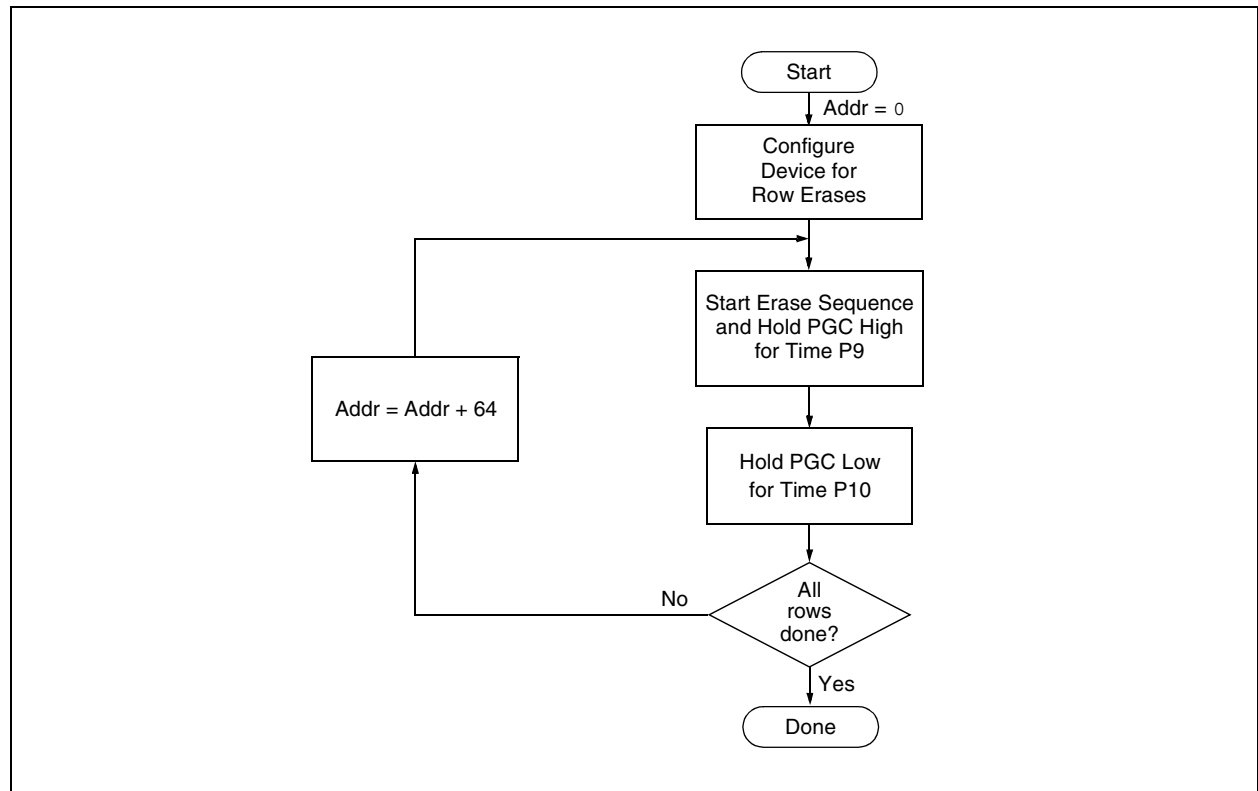 Start
Addr = 0
Configure
Device for
Row Erases
Start Erase Sequence
and Hold PGC High
for Time P9
Addr = Addr + 64
Hold PGC Low
for Time P10
No
All
rows
done?
Yes
Done